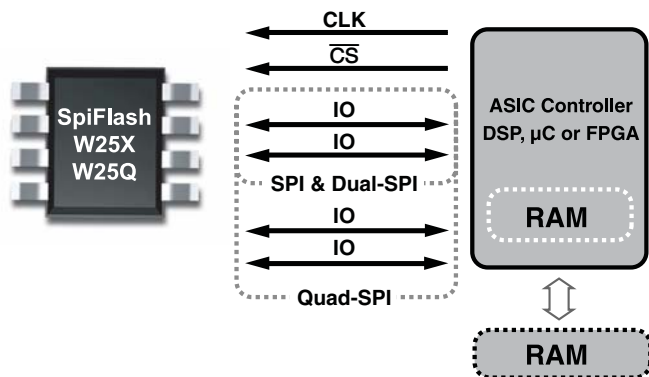 SpiFlash
W25X
W25Q
CLK
C̅S̅
IO
IO
SPI & Dual-SPI
IO
IO
Quad-SPI
ASIC Controller
DSP, µC or FPGA
RAM
RAM